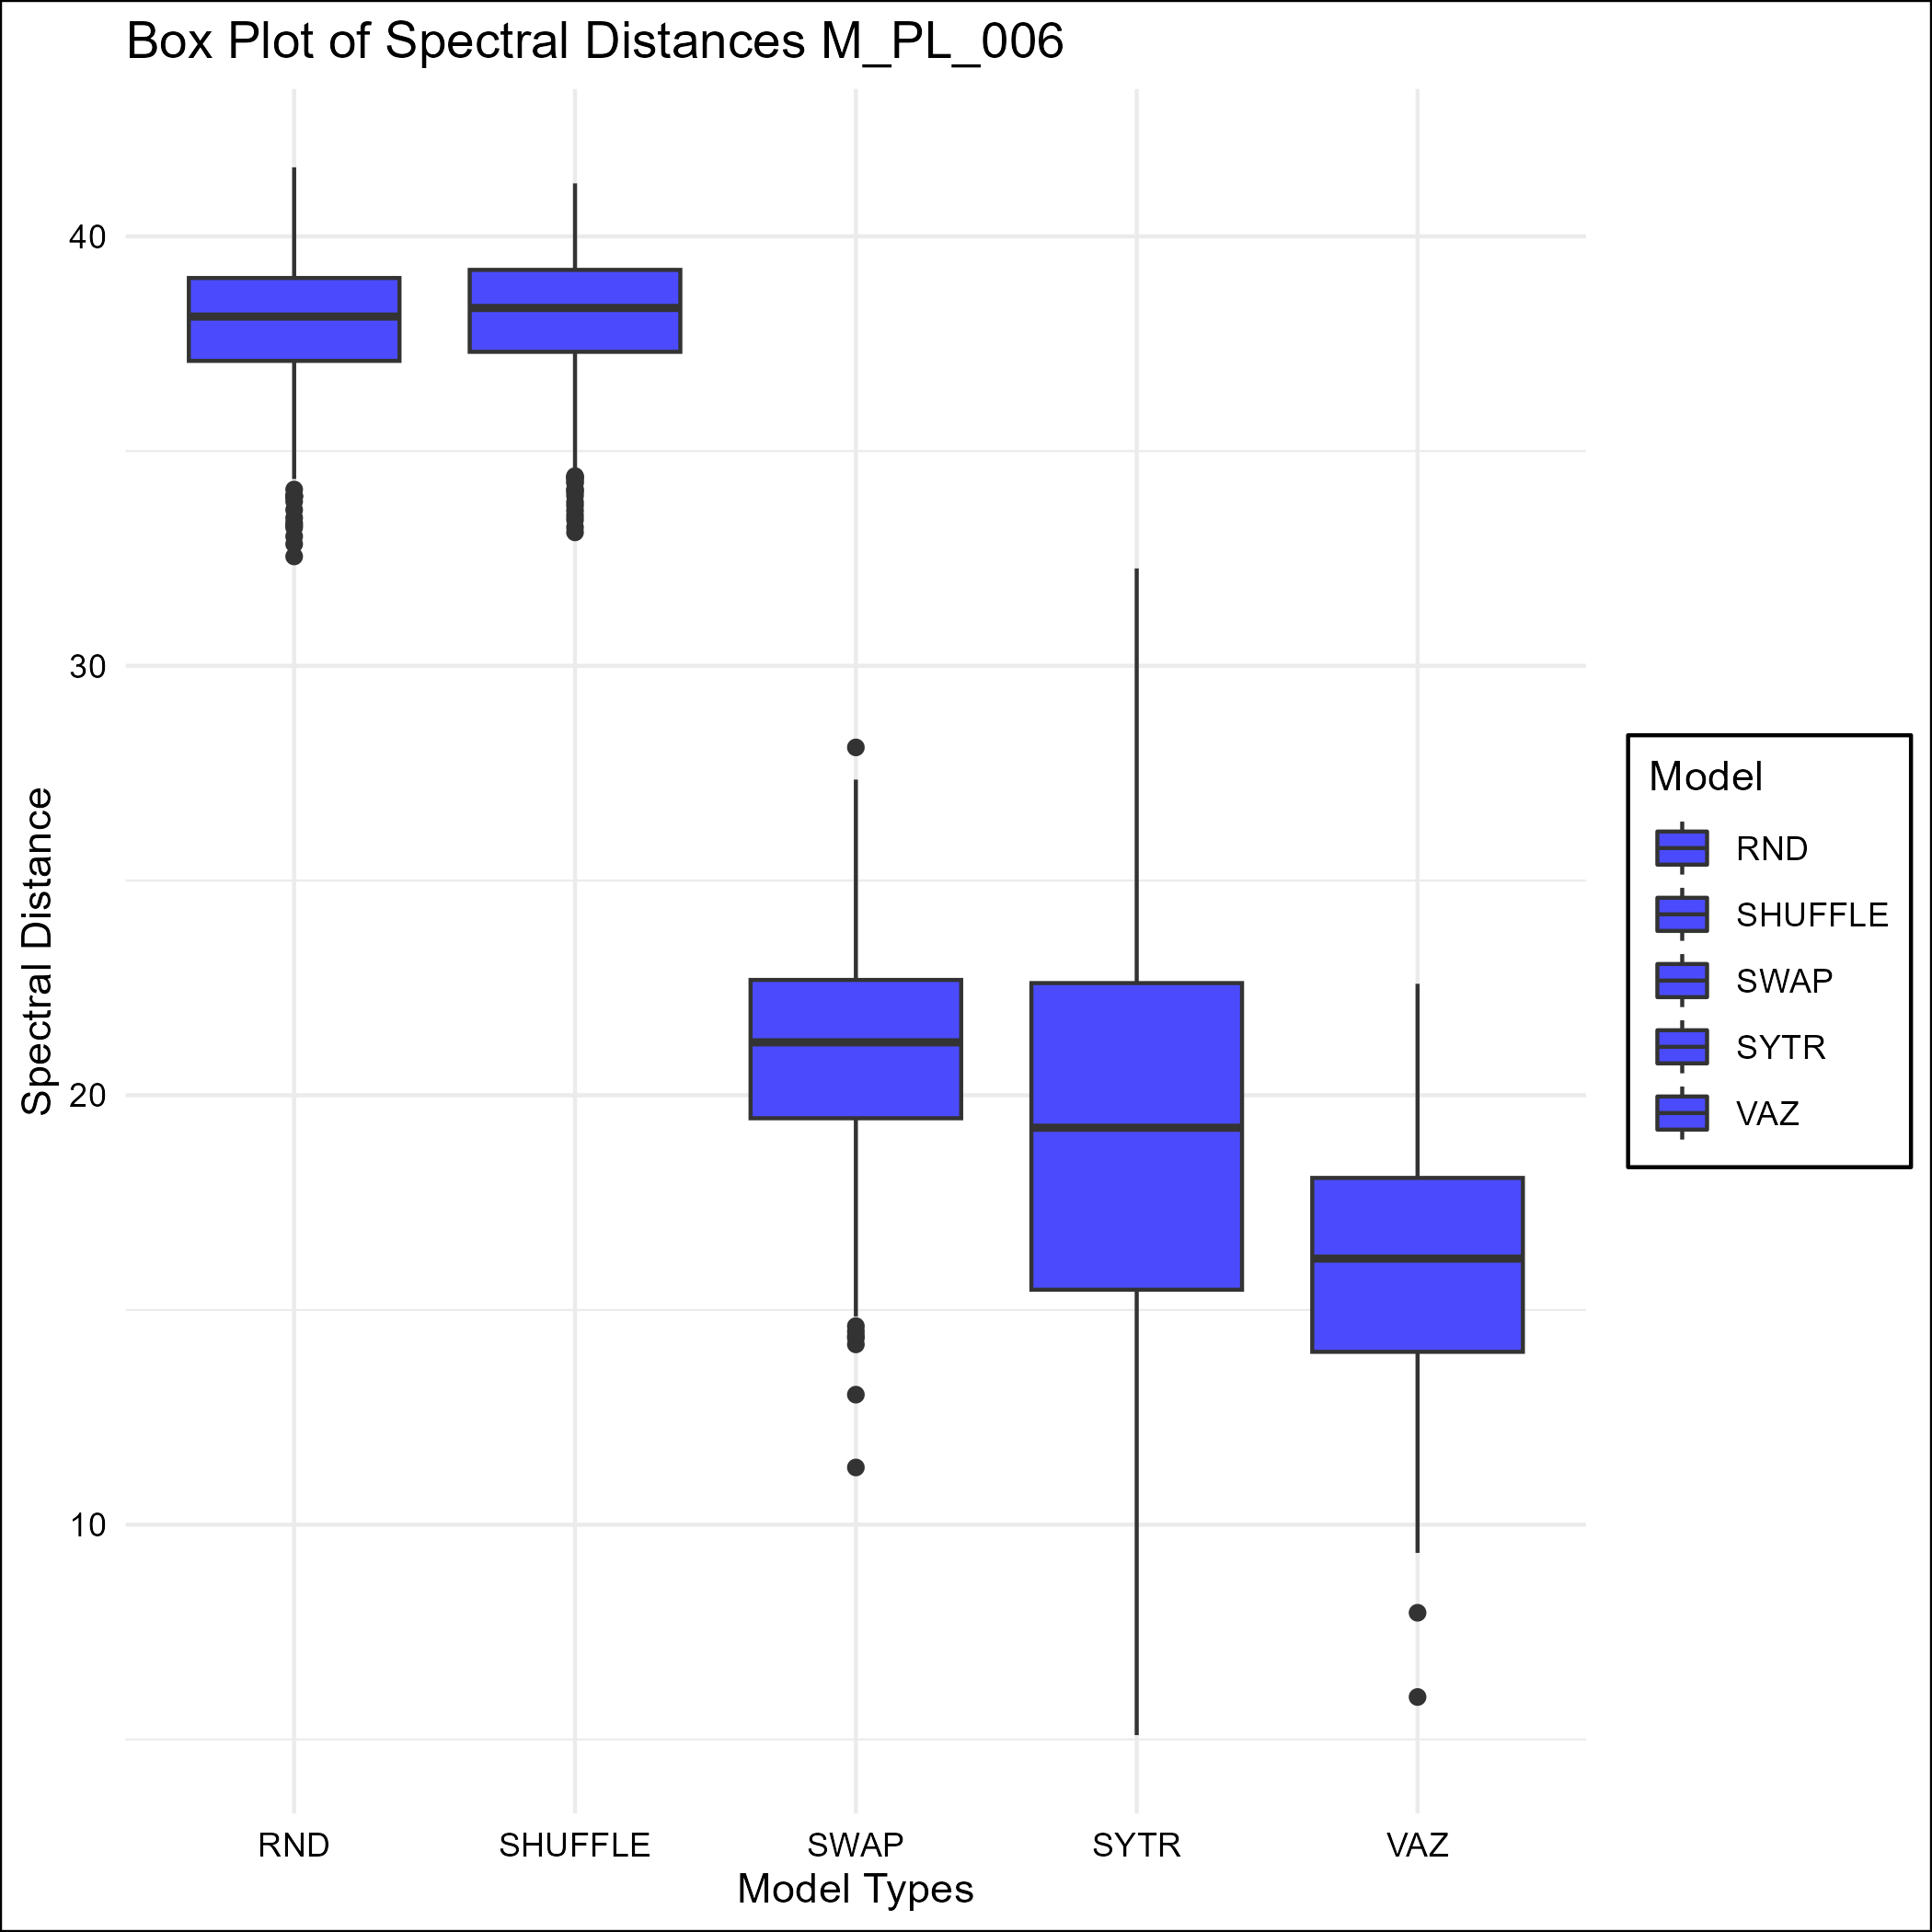 Box Plot of Spectral Distances M_PL_006
40
30
20
10
Spectral Distance
RND
SHUFFLE
SWAP
SYTR
VAZ
Model Types
Model
RND
SHUFFLE
SWAP
SYTR
VAZ